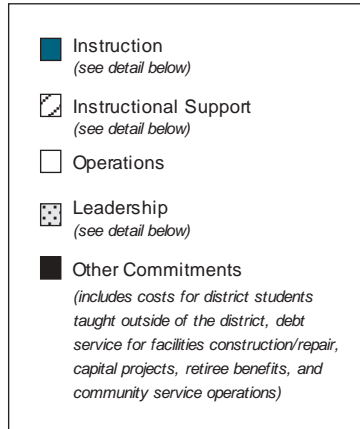 Instruction
(see detail below)
Instructional Support
(see detail below)
Operations
Leadership
(see detail below)
Other Commitments
(includes costs for district students
taught outside of the district, debt
service for facilities construction/repair,
capital projects, retiree benefits, and
community service operations)